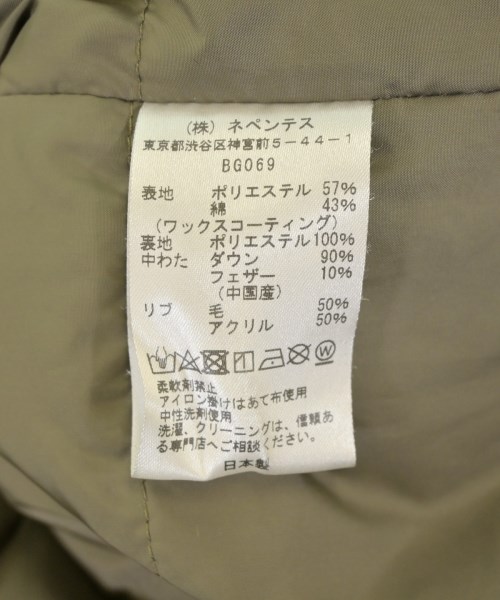 (株) ネペンテス
東京都渋谷区神宮前5-44-1
BG069
表地 ポリエステル 57%
綿 43%
(ワックスコーティング)
裏地 ポリエステル100%
中わた ダウン 90%
フェザー 10%
(中国産)
リブ 毛 50%
アクリル 50%
W
柔軟剤禁止
アイロン掛けはあて布使用
中性洗剤使用
洗濯、クリーニングは、信頼あ
る専門店へご相談ください。
日本製